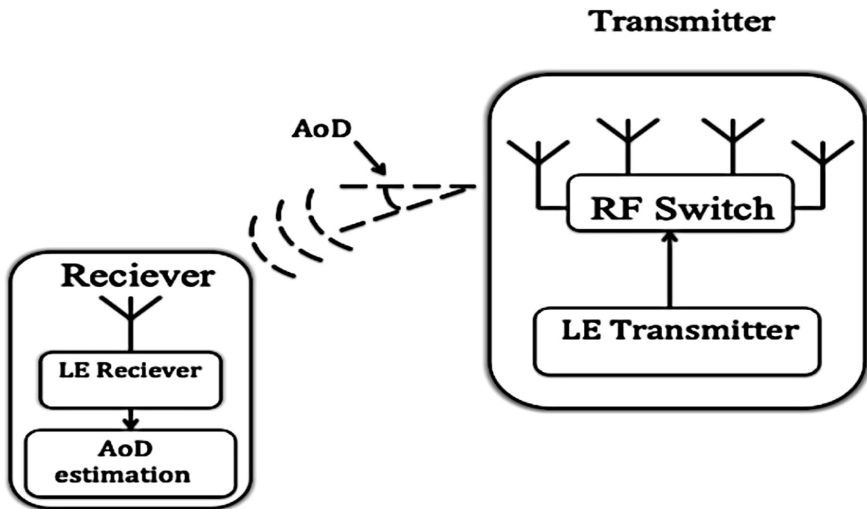 Transmitter
AoD
RF Switch
LE Transmitter
Reciever
LE Reciever
AoD
estimation